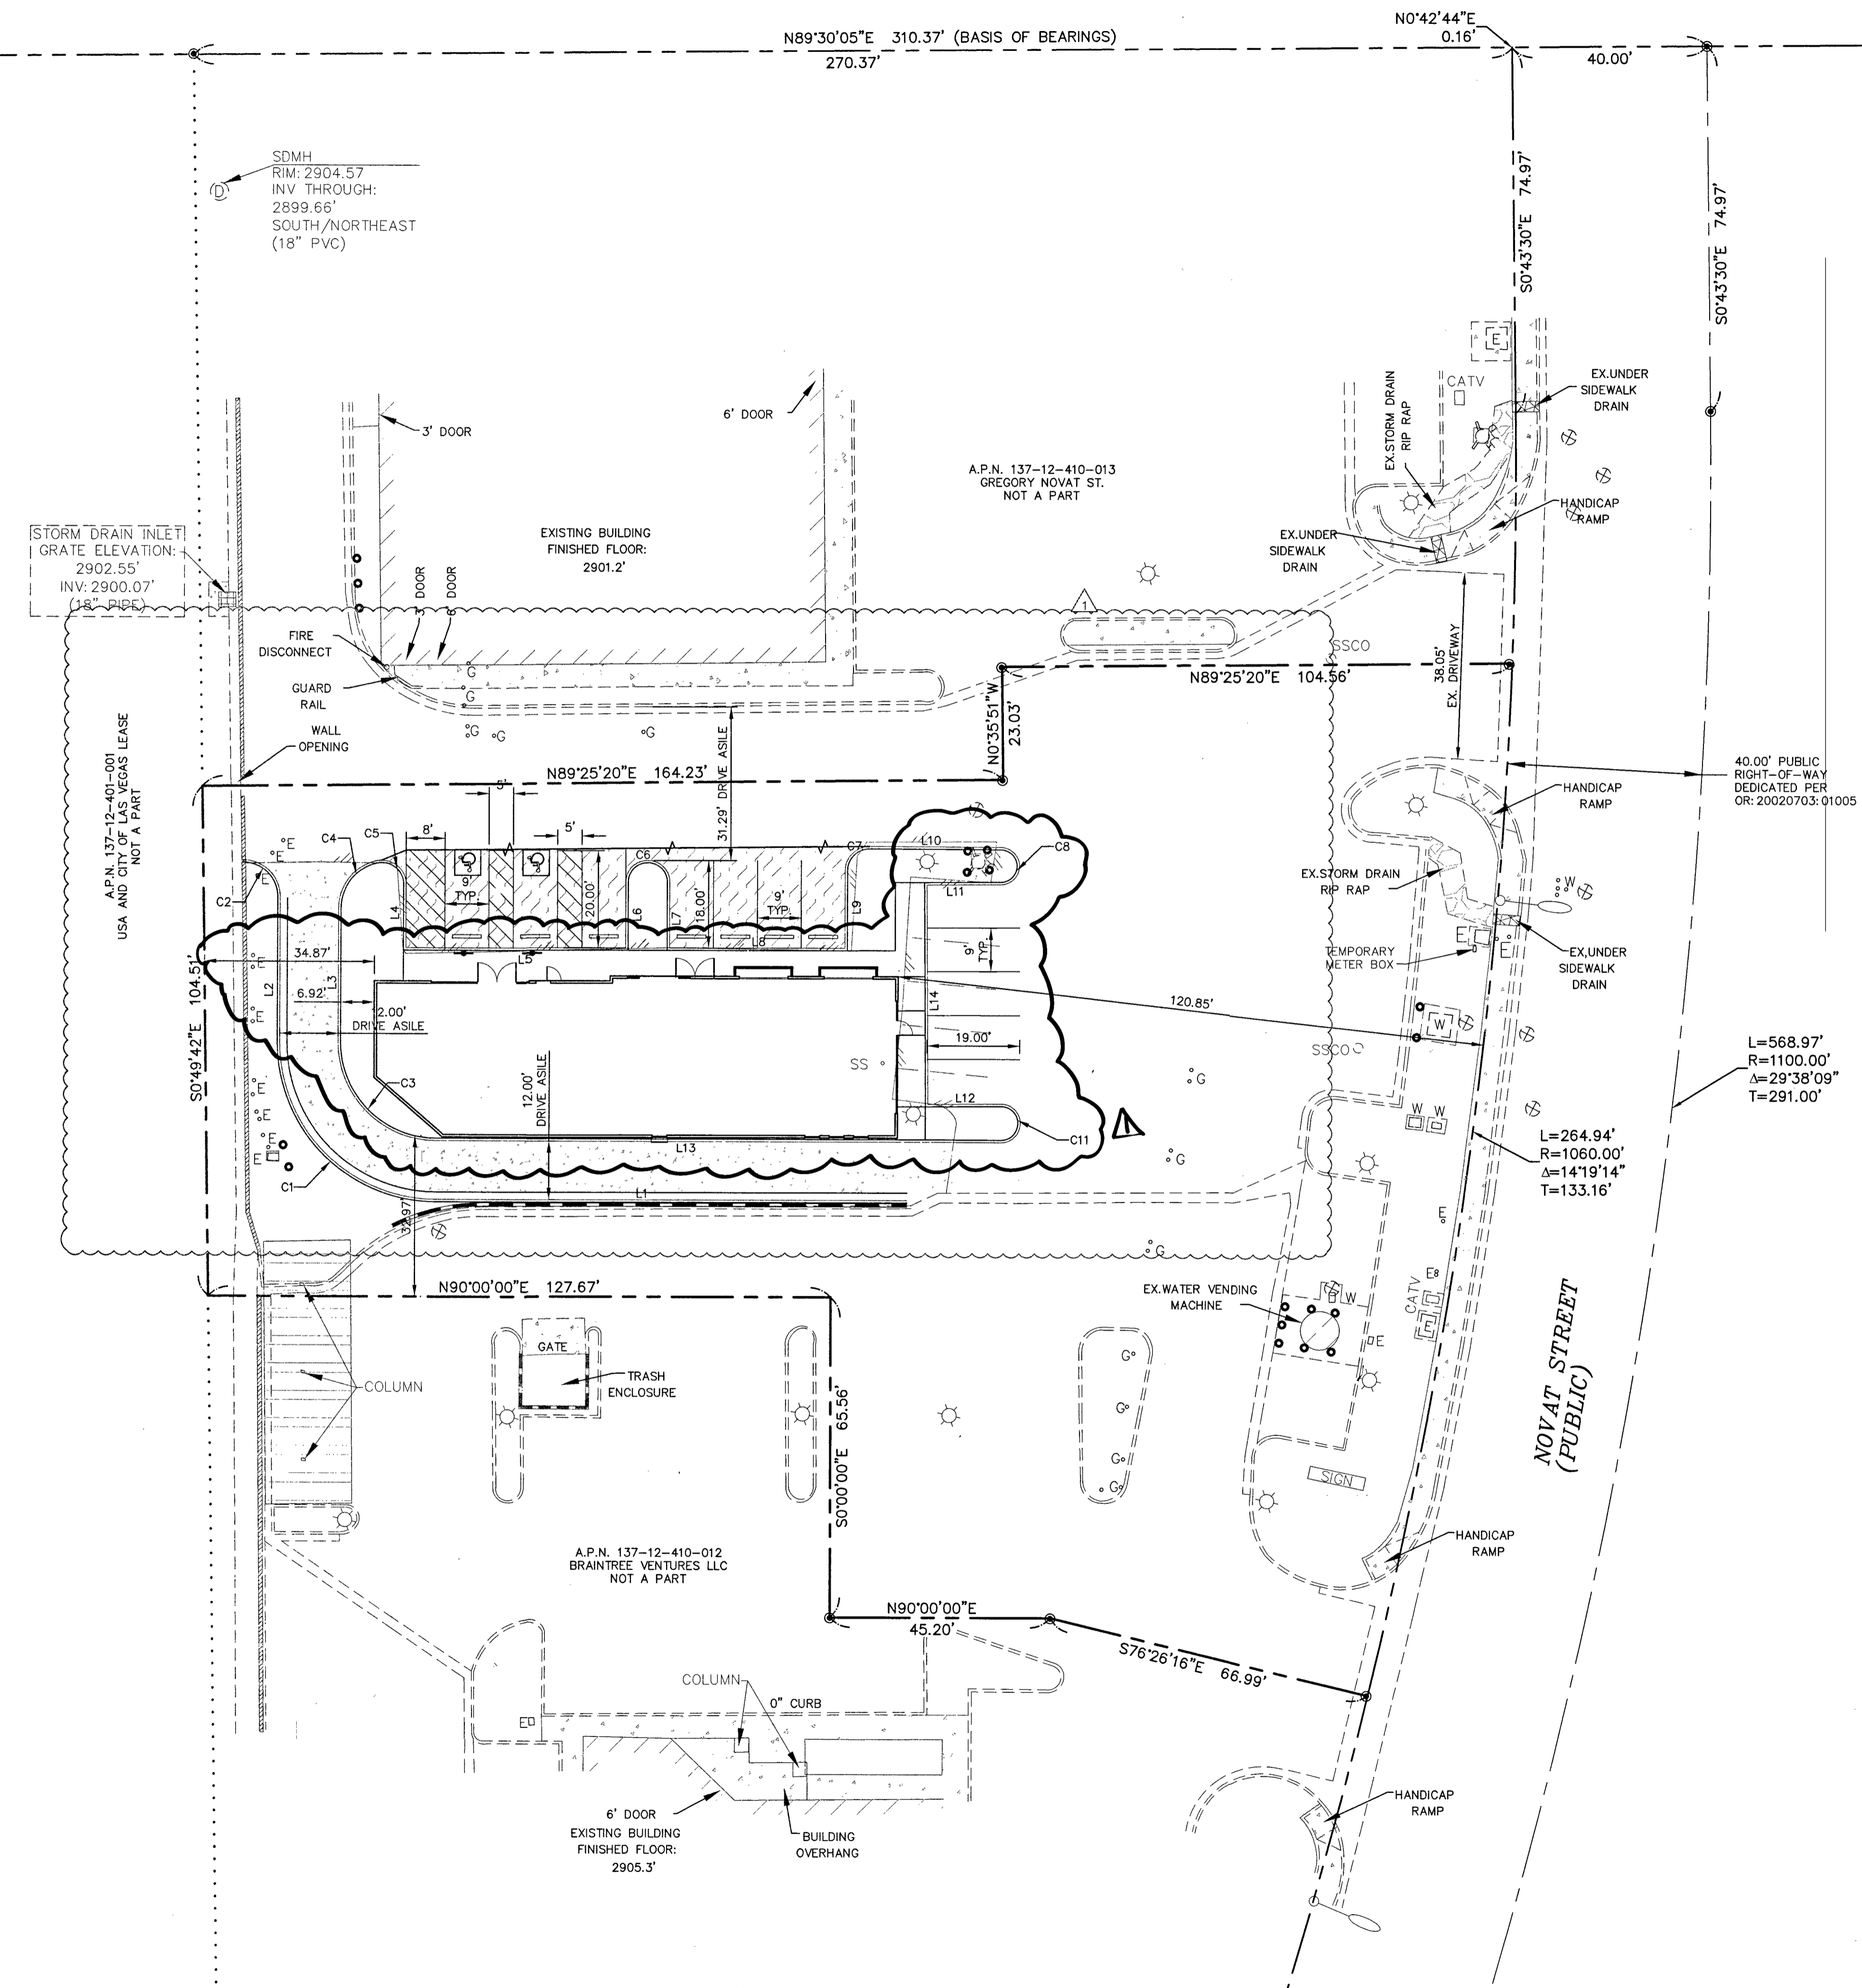 N89°30'05"E 310.37' (BASIS OF BEARINGS)
270.37'
N0°42'44"E
0.16'
40.00'
SDMH
RIM: 2904.57
INV THROUGH:
2899.66'
SOUTH/NORTHEAST
(18" PVC)
D
S0°43'30"E 74.97'
S0°43'30"E 74.97'
E
CATV
EX.UNDER
SIDEWALK
DRAIN
EX.STORM DRAIN
RIP RAP
3' DOOR
6' DOOR
A.P.N. 137-12-410-013
GREGORY NOVAT ST.
NOT A PART
HANDICAP
RAMP
EX.UNDER
SIDEWALK
DRAIN
STORM DRAIN INLET
GRATE ELEVATION:
2902.55'
INV: 2900.07'
(18" PIPE)
EXISTING BUILDING
FINISHED FLOOR:
2901.2'
3' DOOR
6' DOOR
1
FIRE
DISCONNECT
GUARD
RAIL
WALL
OPENING
G
G
G
G
G
SSCO
N89°25'20"E 104.56'
38.05'
EX. DRIVEWAY
N0°35'51"W
23.03'
A.P.N. 137-12-401-001
USA AND CITY OF LAS VEGAS LEASE
NOT A PART
N89°25'20"E 164.23'
31.29' DRIVE ASILE
40.00' PUBLIC
RIGHT-OF-WAY
DEDICATED PER
OR: 20020703: 01005
HANDICAP
RAMP
5'
8'
5'
C4
C5
C6
C7
L10
C8
E
E
E
C2
9'
TYP.
20.00'
18.00'
9'
TYP.
L4
L6
L7
L9
L11
L8
L5
EX.STORM DRAIN
RIP RAP
W
E
E
TEMPORARY
METER BOX
EX,UNDER
SIDEWALK
DRAIN
S0°49'42"E 104.51'
34.87'
6.92'
L2
L3
12.00'
DRIVE ASILE
E
E
E
9'
TYP.
L14
19.00'
120.85'
W
SS
SSCO
C3
12.00'
DRIVE ASILE
L12
C11
1
L13
G
G
W W
E
E
E
E
C1
L1
L=568.97'
R=1100.00'
Δ=29°38'09"
T=291.00'
L=264.94'
R=1060.00'
Δ=14°19'14"
T=133.16'
N90°00'00"E 127.67'
G
E
E8
CATV
E
EX.WATER VENDING
MACHINE
W
E
GATE
TRASH
ENCLOSURE
COLUMN
S0°00'00"E 65.56'
G
G
G
G
SIGN
NOVAT STREET
(PUBLIC)
A.P.N. 137-12-410-012
BRAINTREE VENTURES LLC
NOT A PART
HANDICAP
RAMP
N90°00'00"E
45.20'
S76°26'16"E 66.99'
COLUMN
0" CURB
E
6' DOOR
EXISTING BUILDING
FINISHED FLOOR:
2905.3'
BUILDING
OVERHANG
HANDICAP
RAMP